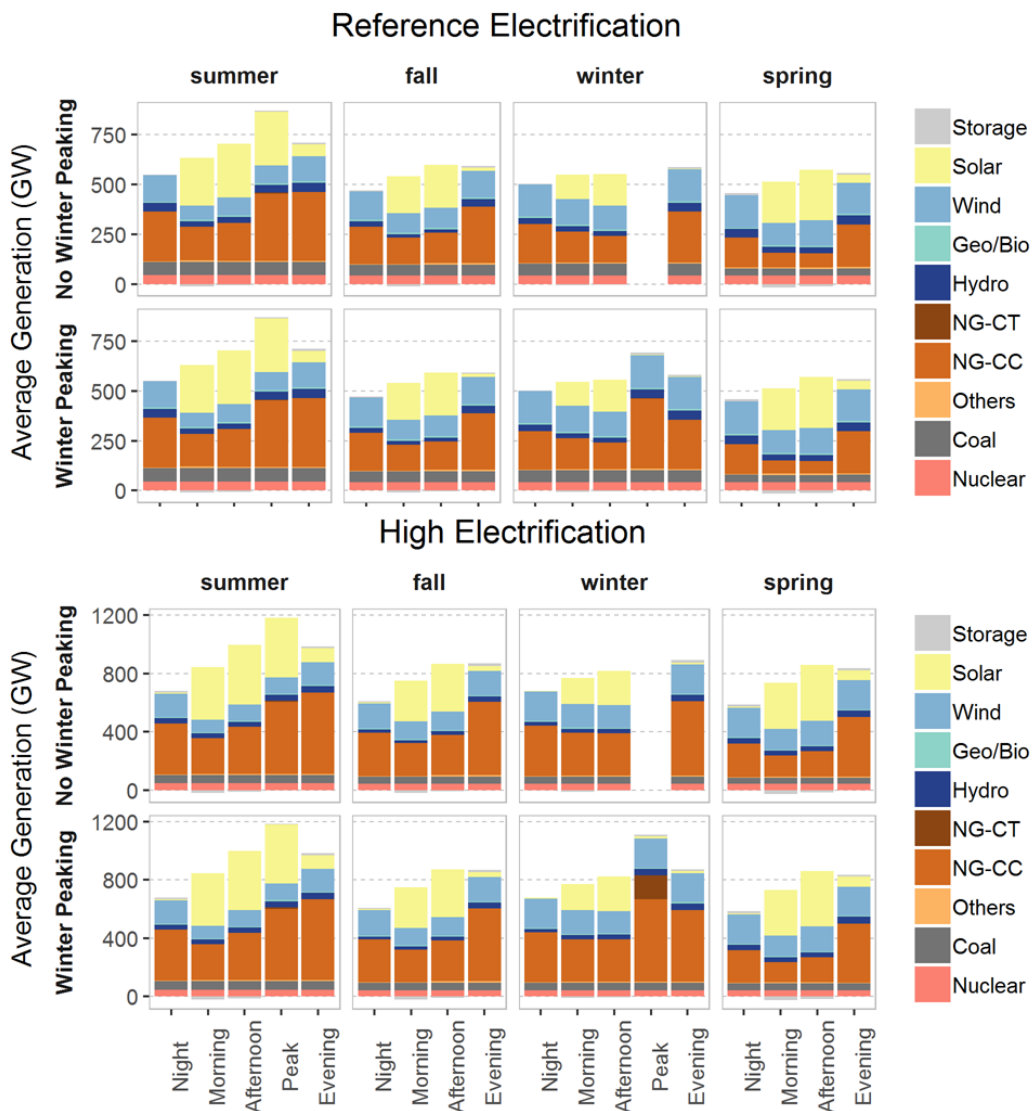 Reference Electrification
summer fall winter spring
Average Generation (GW)
No Winter Peaking
750
500
250
0
Winter Peaking
750
500
250
0
Storage
Solar
Wind
Geo/Bio
Hydro
NG-CT
NG-CC
Others
Coal
Nuclear
High Electrification
summer fall winter spring
Average Generation (GW)
No Winter Peaking
1200
800
400
0
Winter Peaking
1200
800
400
0
Night Morning Afternoon Peak Evening Night Morning Afternoon Peak Evening Night Morning Afternoon Peak Evening Night Morning Afternoon Peak Evening
Storage
Solar
Wind
Geo/Bio
Hydro
NG-CT
NG-CC
Others
Coal
Nuclear